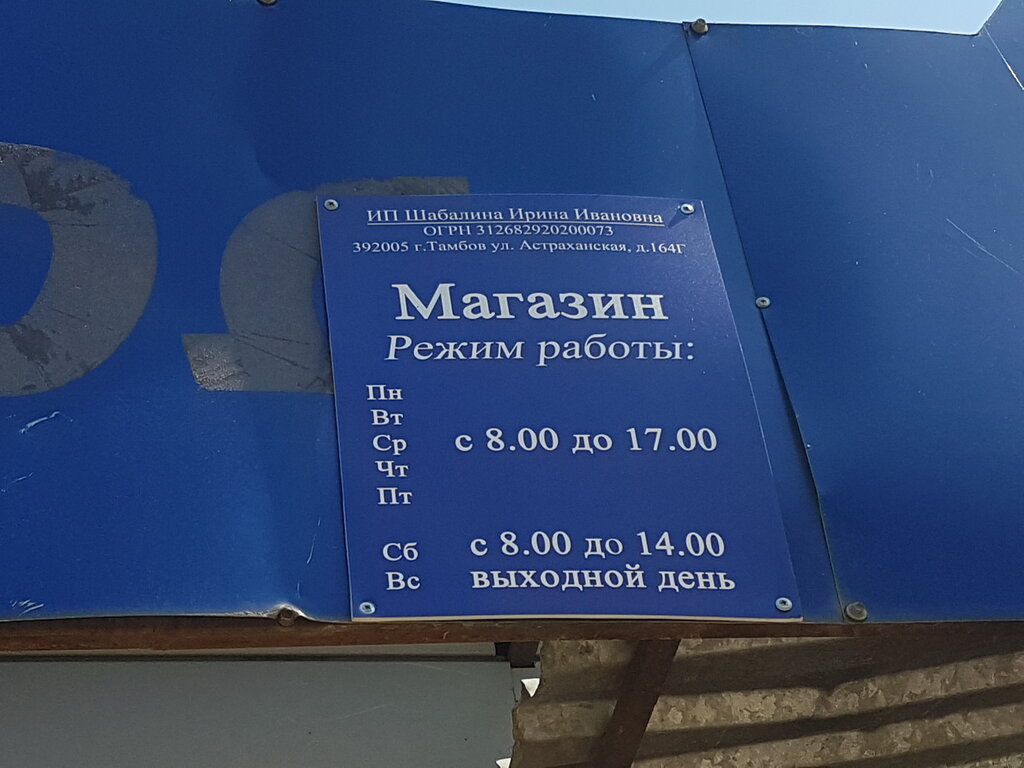 ИП Шабалина Ирина Ивановна
ОГРН 312682920200073
392005 г.Тамбов ул. Астраханская, д.164Г
Магазин
Режим работы:
Пн
Вт
Ср с 8.00 до 17.00
Чт
Пт
Сб с 8.00 до 14.00
Вс выходной день